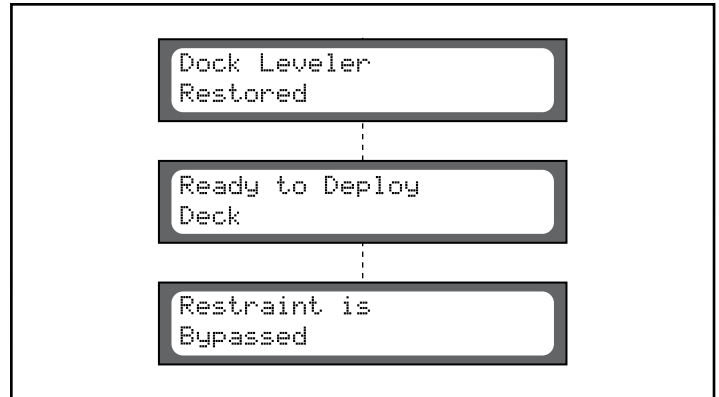 Dock Leveler
Restored
Ready to Deploy
Deck
Restraint is
Bypassed